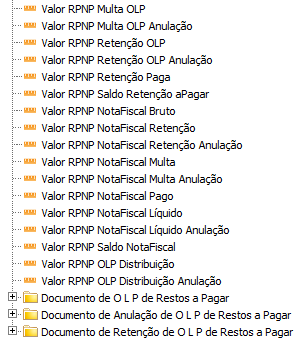 Valor RPNP Multa OLP
Valor RPNP Multa OLP Anulação
Valor RPNP Retenção OLP
Valor RPNP Retenção OLP Anulação
Valor RPNP Retenção Paga
Valor RPNP Saldo Retenção aPagar
Valor RPNP NotaFiscal Bruto
Valor RPNP NotaFiscal Retenção
Valor RPNP NotaFiscal Retenção Anulação
Valor RPNP NotaFiscal Multa
Valor RPNP NotaFiscal Multa Anulação
Valor RPNP NotaFiscal Pago
Valor RPNP NotaFiscal Líquido
Valor RPNP NotaFiscal Líquido Anulação
Valor RPNP Saldo NotaFiscal
Valor RPNP OLP Distribuição
Valor RPNP OLP Distribuição Anulação
Documento de O L P de Restos a Pagar
Documento de Anulação de O L P de Restos a Pagar
Documento de Retenção de O L P de Restos a Pagar